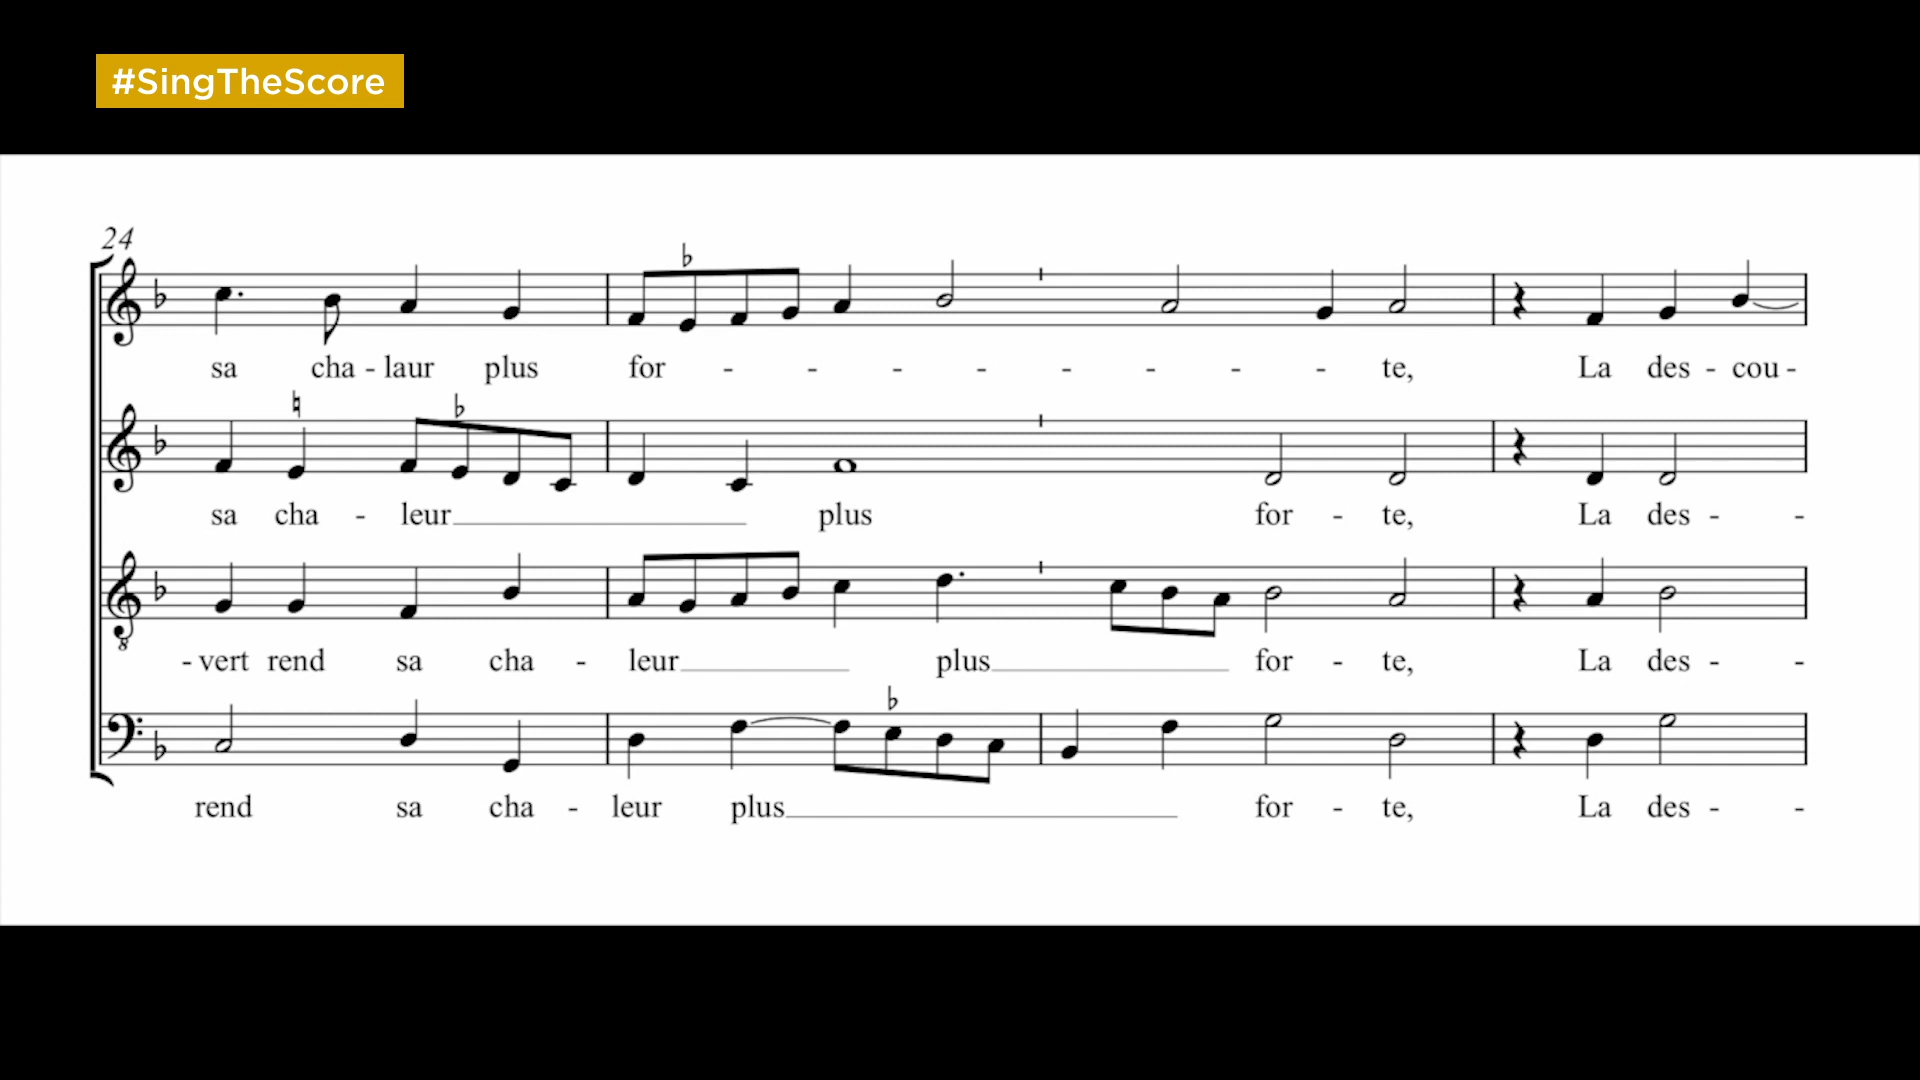 #SingTheScore
24
sa cha - laur plus for - - - - - - - - te, La des - cou -
sa cha - leur plus for - te, La des - -
- vert rend sa cha - leur plus for - te, La des - -
rend sa cha - leur plus for - te, La des - -